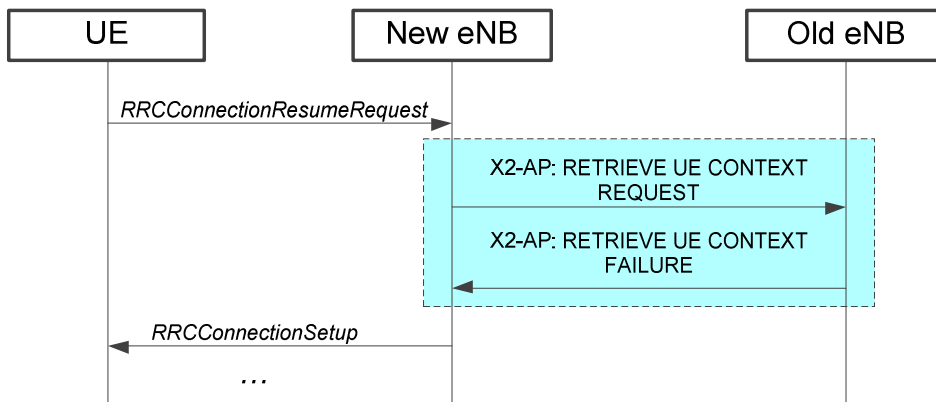 UE
New eNB
Old eNB
RRCConnectionResumeRequest
X2-AP: RETRIEVE UE CONTEXT
REQUEST
X2-AP: RETRIEVE UE CONTEXT
FAILURE
RRCConnectionSetup
...